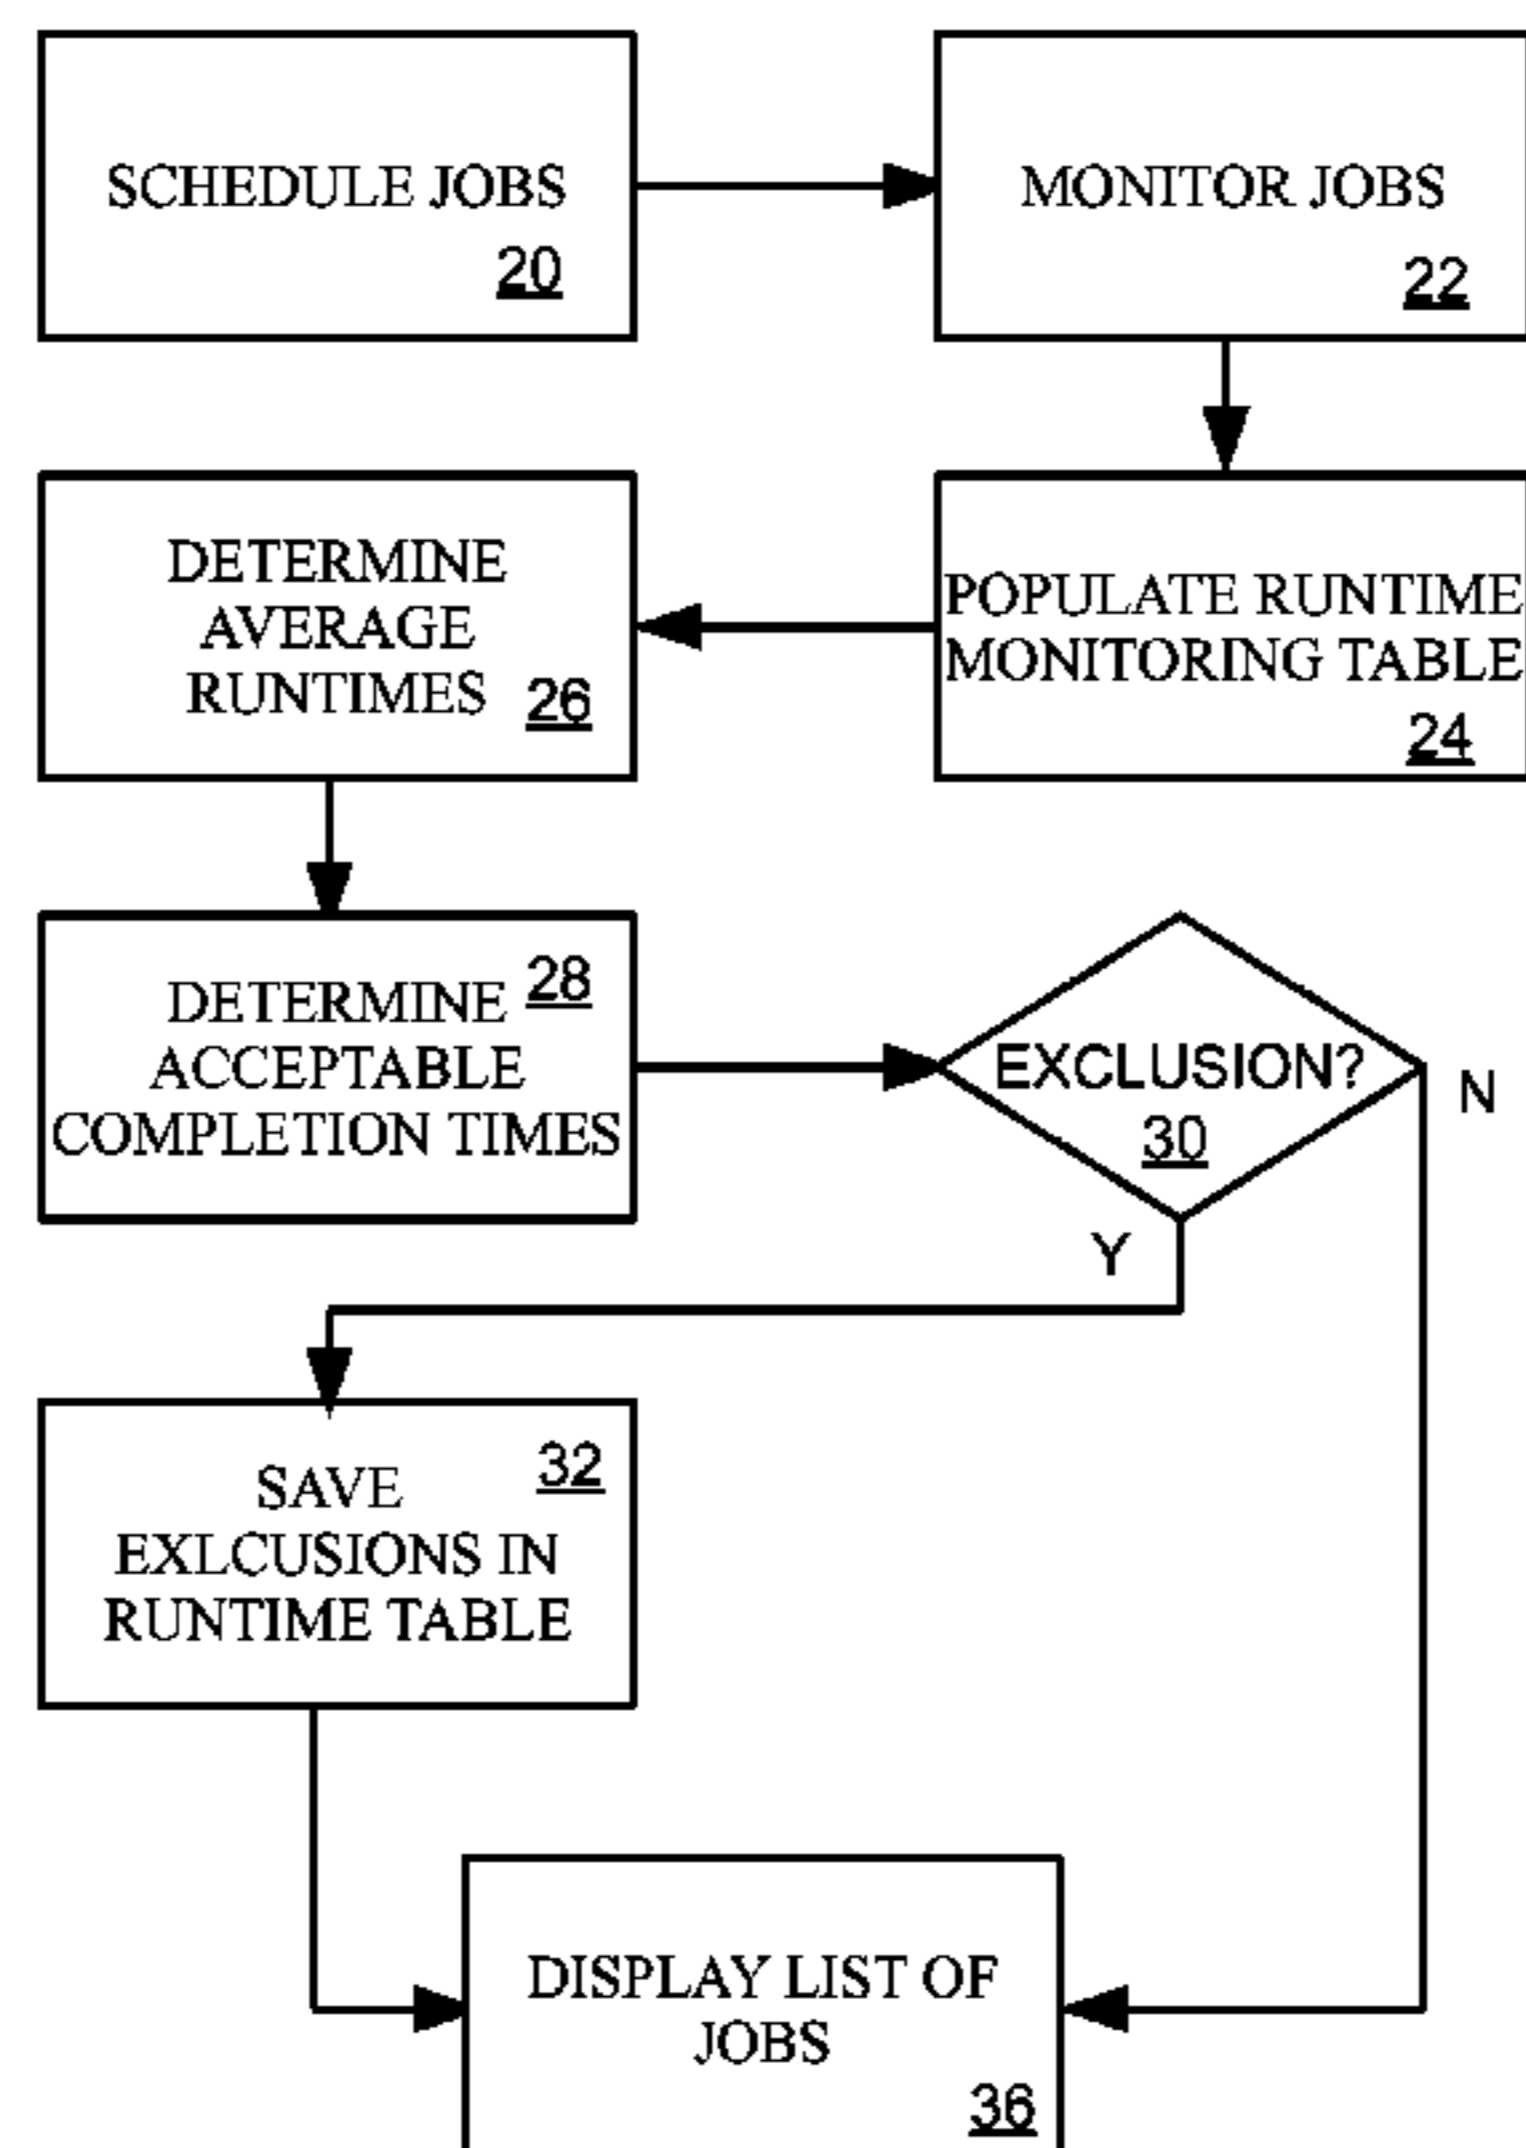 SCHEDULE JOBS
20
MONITOR JOBS
22
POPULATE RUNTIME
MONITORING TABLE
24
DETERMINE
AVERAGE
RUNTIMES
26
28
DETERMINE
ACCEPTABLE
COMPLETION TIMES
EXCLUSION?
30
N
Y
32
SAVE
EXLCUSIONS IN
RUNTIME TABLE
DISPLAY LIST OF
JOBS
36